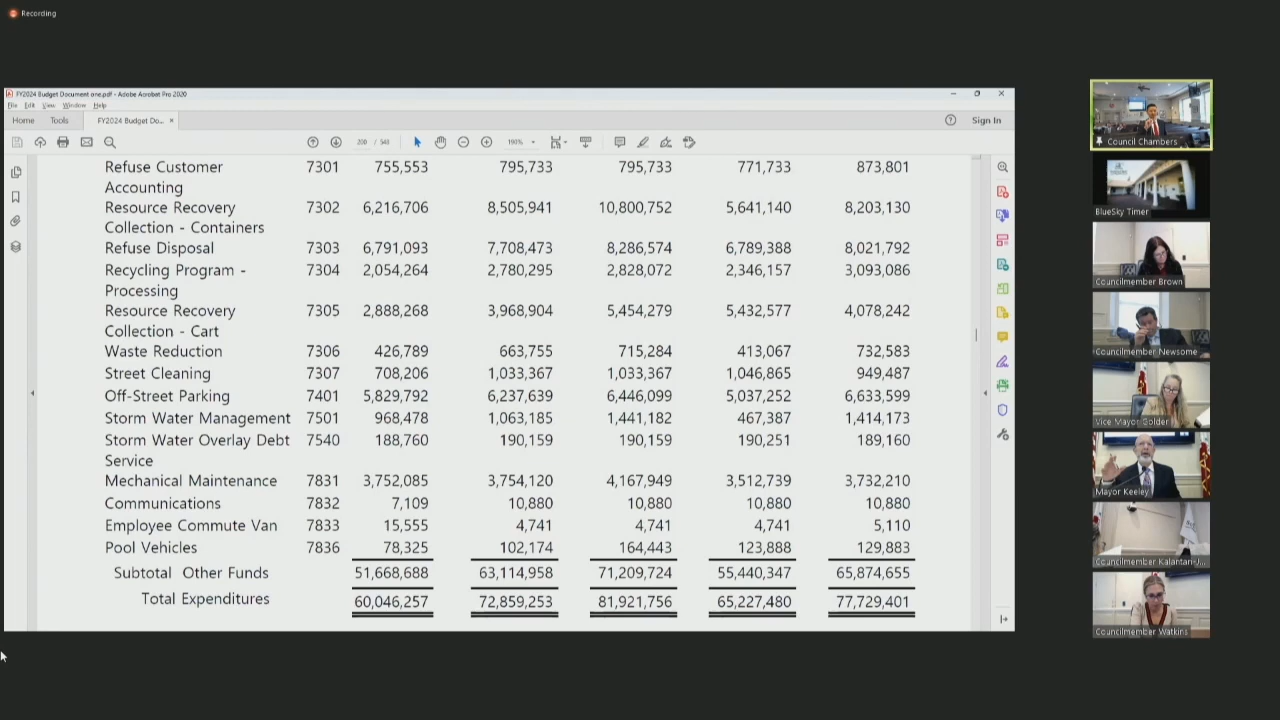 Recording
FY2024 Budget Document one.pdf - Adobe Acrobat Pro 2020
File Edit View Window Help
Home Tools FY2024 Budget Do... × Sign In
200 / 543 190%
Refuse Customer 7301 755,553 795,733 795,733 771,733 873,801
Accounting
Resource Recovery 7302 6,216,706 8,505,941 10,800,752 5,641,140 8,203,130
Collection - Containers
Refuse Disposal 7303 6,791,093 7,708,473 8,286,574 6,789,388 8,021,792
Recycling Program - 7304 2,054,264 2,780,295 2,828,072 2,346,157 3,093,086
Processing
Resource Recovery 7305 2,888,268 3,968,904 5,454,279 5,432,577 4,078,242
Collection - Cart
Waste Reduction 7306 426,789 663,755 715,284 413,067 732,583
Street Cleaning 7307 708,206 1,033,367 1,033,367 1,046,865 949,487
Off-Street Parking 7401 5,829,792 6,237,639 6,446,099 5,037,252 6,633,599
Storm Water Management 7501 968,478 1,063,185 1,441,182 467,387 1,414,173
Storm Water Overlay Debt 7540 188,760 190,159 190,159 190,251 189,160
Service
Mechanical Maintenance 7831 3,752,085 3,754,120 4,167,949 3,512,739 3,732,210
Communications 7832 7,109 10,880 10,880 10,880 10,880
Employee Commute Van 7833 15,555 4,741 4,741 4,741 5,110
Pool Vehicles 7836 78,325 102,174 164,443 123,888 129,883
Subtotal Other Funds 51,668,688 63,114,958 71,209,724 55,440,347 65,874,655
Total Expenditures 60,046,257 72,859,253 81,921,756 65,227,480 77,729,401
Council Chambers
BlueSky Timer
Councilmember Brown
Councilmember Newsome
Vice Mayor Golder
Mayor Keeley
Councilmember Kalantari-J...
Councilmember Watkins